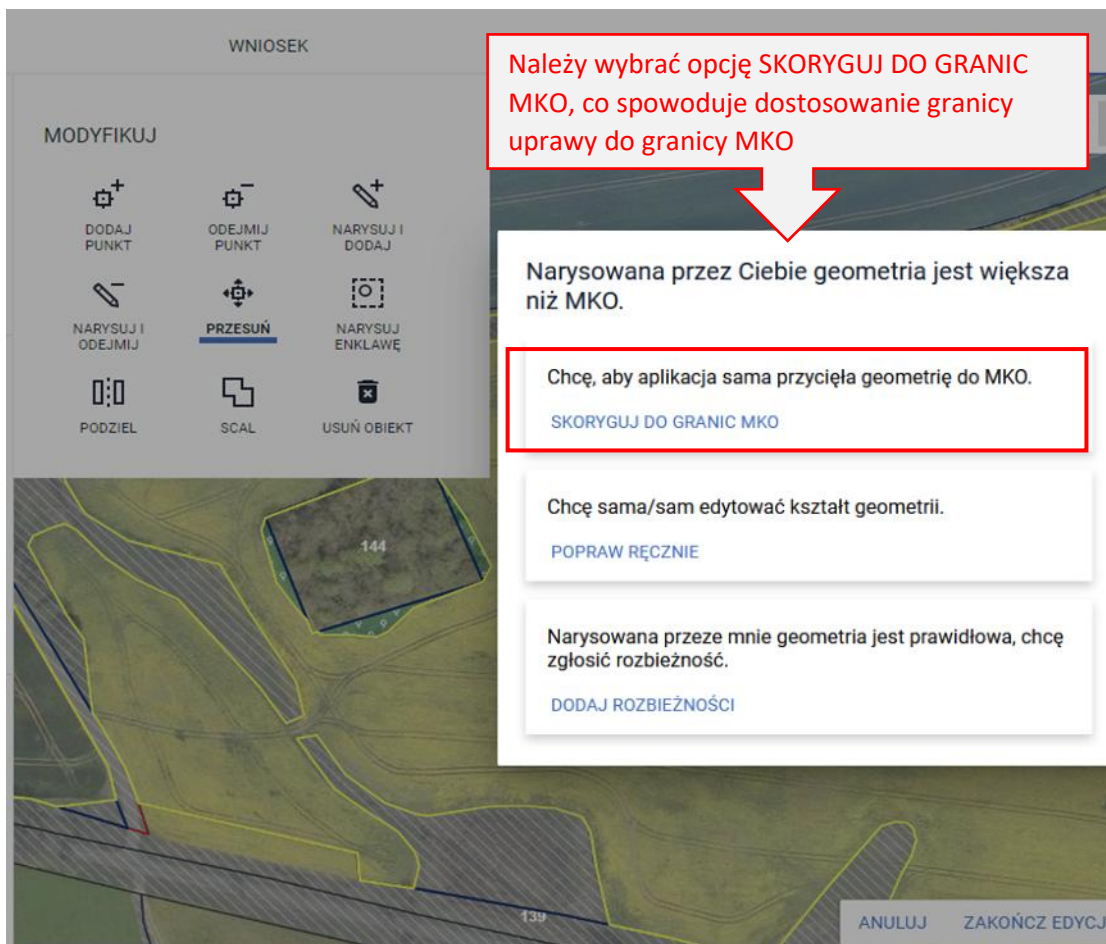 WNIOSEK
Należy wybrać opcję SKORYGUJ DO GRANIC
MKO, co spowoduje dostosowanie granicy
uprawy do granicy MKO
MODYFIKUJ
DODAJ
PUNKT
ODEJMIJ
PUNKT
NARYSUJ I
DODAJ
NARYSUJ I
ODEJMIJ
PRZESUŃ
NARYSUJ
ENKLAWĘ
PODZIEL
SCAL
USUŃ OBIEKT
Narysowana przez Ciebie geometria jest większa
niż MKO.
Chcę, aby aplikacja sama przycięła geometrię do MKO.
SKORYGUJ DO GRANIC MKO
Chcę sama/sam edytować kształt geometrii.
POPRAW RĘCZNIE
Narysowana przeze mnie geometria jest prawidłowa, chcę
zgłosić rozbieżność.
DODAJ ROZBIEŻNOŚCI
144
139
ANULUJ
ZAKOŃCZ EDYCJ